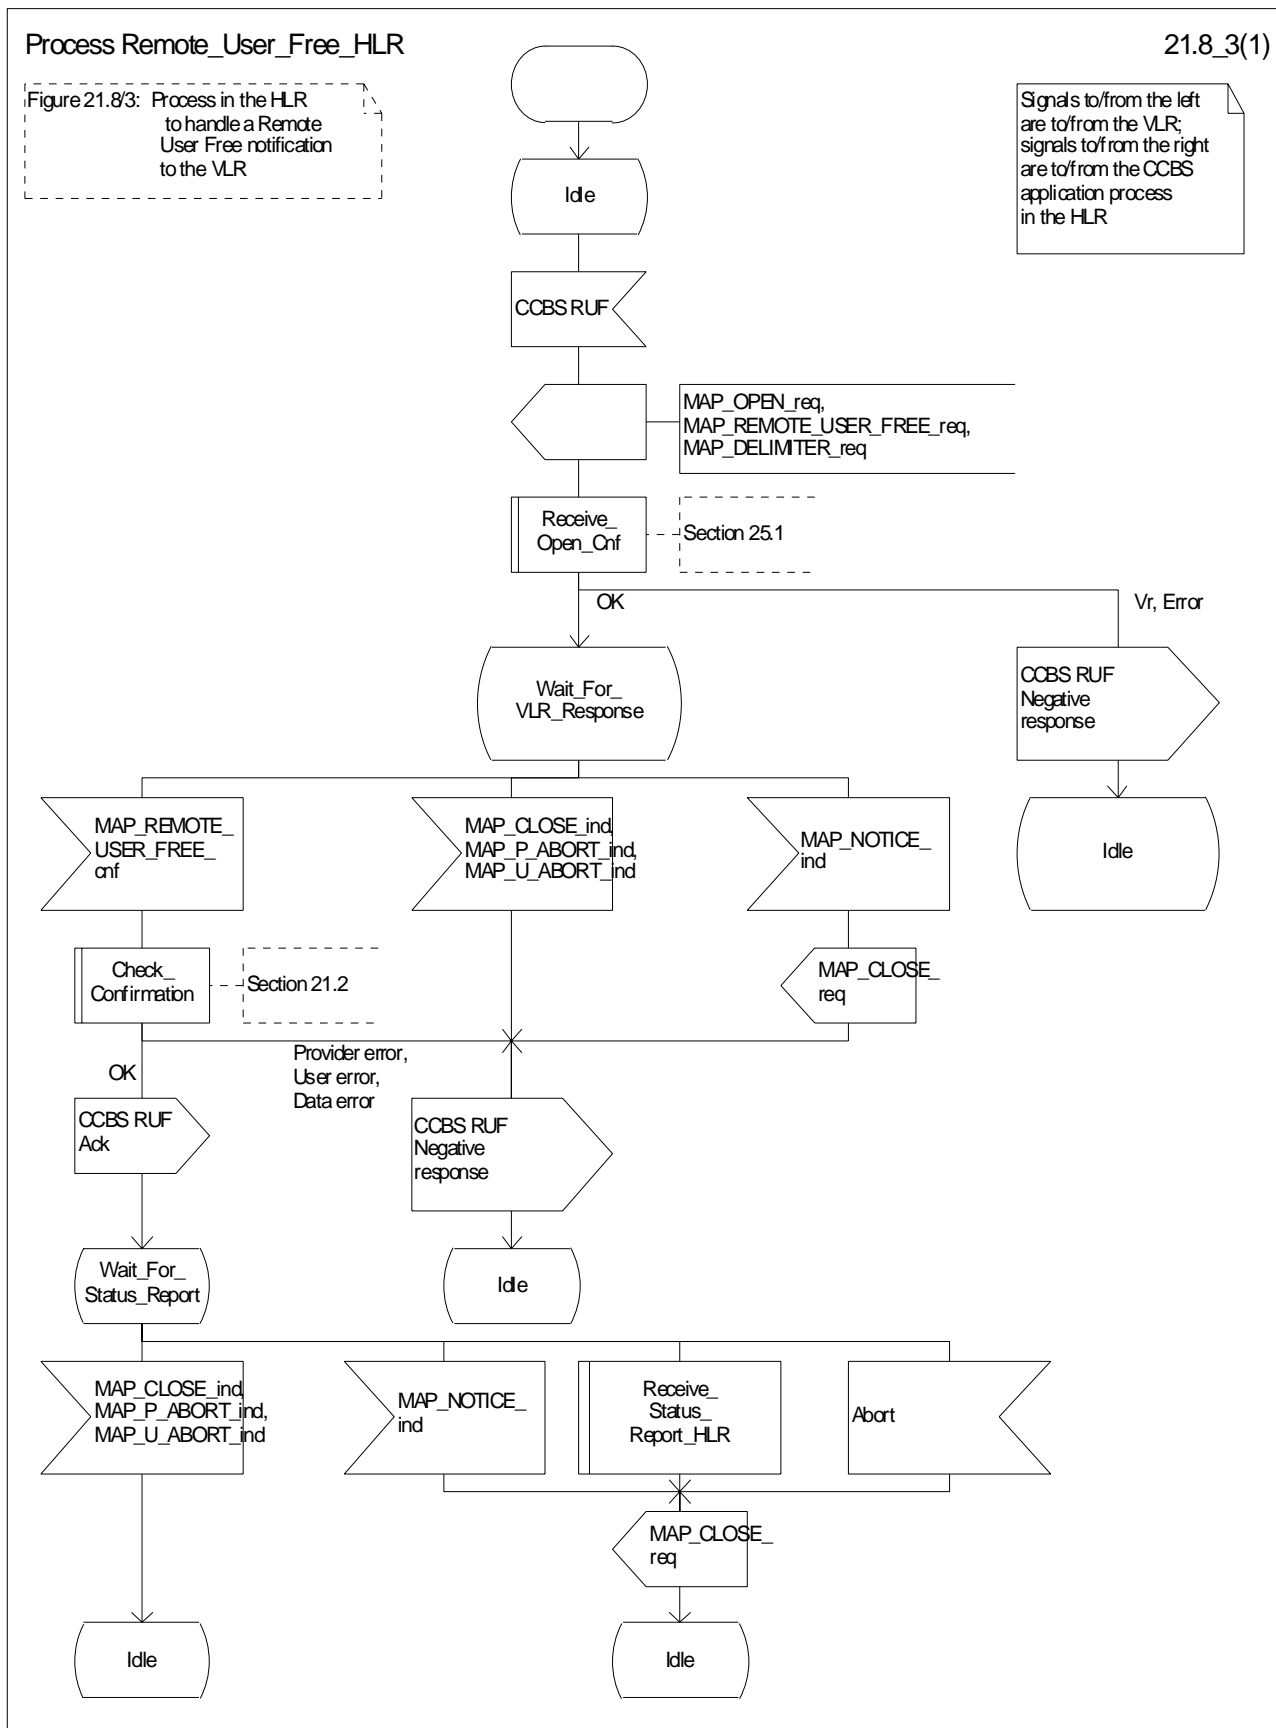 Process Remote_User_Free_HLR
21.8_3(1)
Figure 21.8/3: Process in the HLR
to handle a Remote
User Free notification
to the VLR
Signals to/from the left
are to/from the VLR;
signals to/from the right
are to/from the CCBS
application process
in the HLR
Idle
CCBS RUF
MAP_OPEN_req,
MAP_REMOTE_USER_FREE_req,
MAP_DELIMITER_req
Receive_
Open_Cnf
Section 25.1
OK
Vr, Error
Wait_For_
VLR_Response
CCBS RUF
Negative
response
MAP_REMOTE_
USER_FREE_
cnf
MAP_CLOSE_ind,
MAP_P_ABORT_ind,
MAP_U_ABORT_ind
MAP_NOTICE_
ind
Idle
Check_
Confirmation
Section 21.2
MAP_CLOSE_
req
Provider error,
User error,
Data error
OK
CCBS RUF
Ack
CCBS RUF
Negative
response
Wait_For_
Status_Report
Idle
MAP_CLOSE_ind,
MAP_P_ABORT_ind,
MAP_U_ABORT_ind
MAP_NOTICE_
ind
Receive_
Status_
Report_HLR
Abort
MAP_CLOSE_
req
Idle
Idle